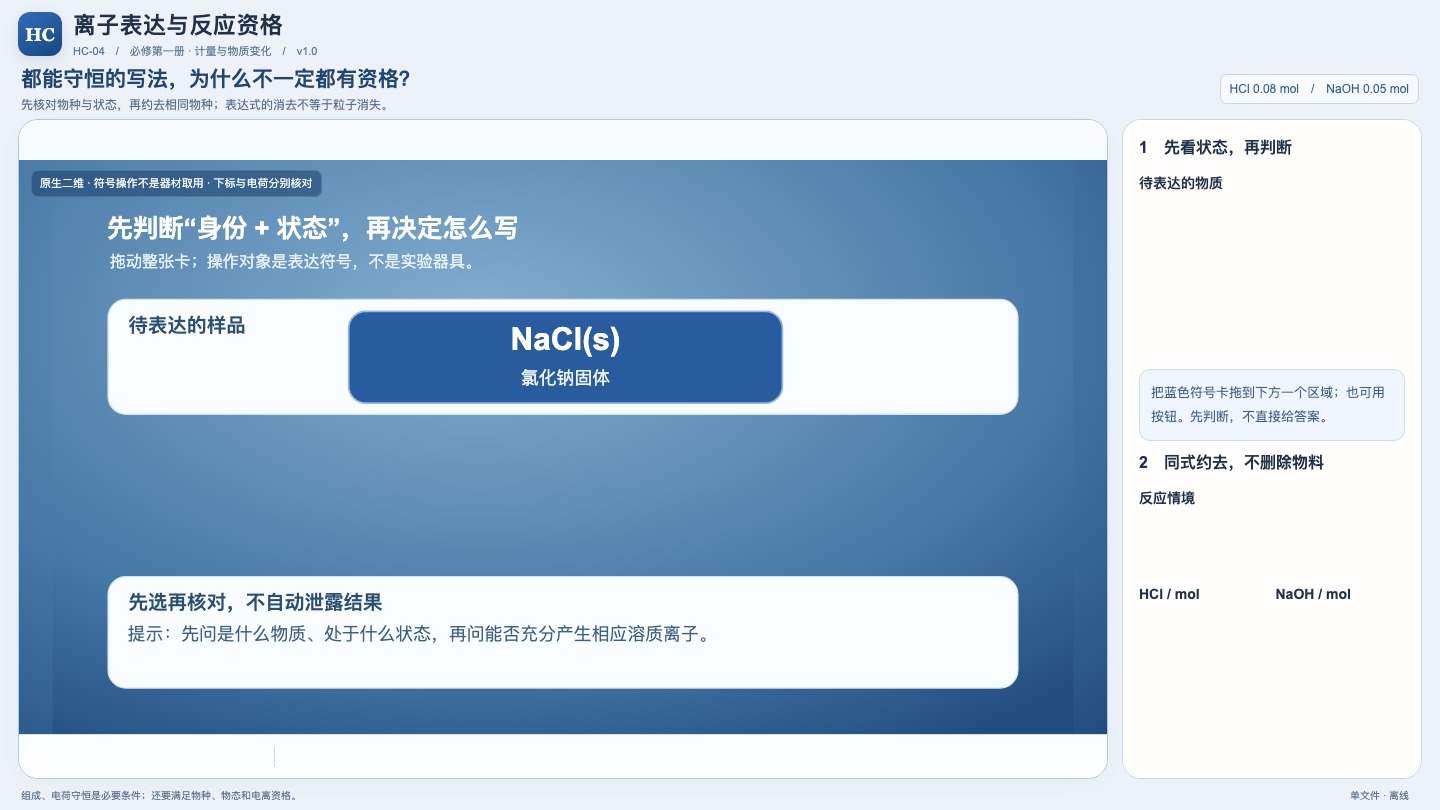 HC
离子表达与反应资格
HC-04 / 必修第一册 · 计量与物质变化 / v1.0
都能守恒的写法，为什么不一定都有资格?
先核对物种与状态，再约去相同物种；表达式的消去不等于粒子消失。
HCl 0.08 mol / NaOH 0.05 mol
原生二维 · 符号操作不是器材取用 · 下标与电荷分别核对
先判断“身份 + 状态”，再决定怎么写
拖动整张卡；操作对象是表达符号，不是实验器具。
待表达的样品
NaCl(s)
氯化钠固体
先选再核对，不自动泄露结果
提示：先问是什么物质、处于什么状态，再问能否充分产生相应溶质离子。
1 先看状态，再判断
待表达的物质
把蓝色符号卡拖到下方一个区域；也可用
按钮。先判断，不直接给答案。
2 同式约去，不删除物料
反应情境
HCl / mol NaOH / mol
组成、电荷守恒是必要条件；还要满足物种、物态和电离资格。
单文件 · 离线